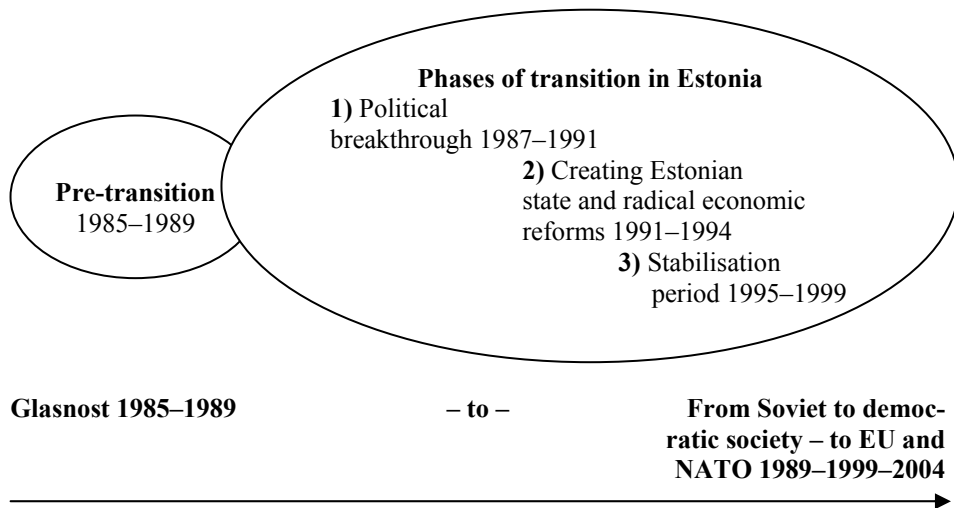 Phases of transition in Estonia
1) Political
breakthrough 1987–1991
2) Creating Estonian
state and radical economic
reforms 1991–1994
3) Stabilisation
period 1995–1999
Pre-transition
1985–1989
Glasnost 1985–1989
– to –
From Soviet to democ-
ratic society – to EU and
NATO 1989–1999–2004